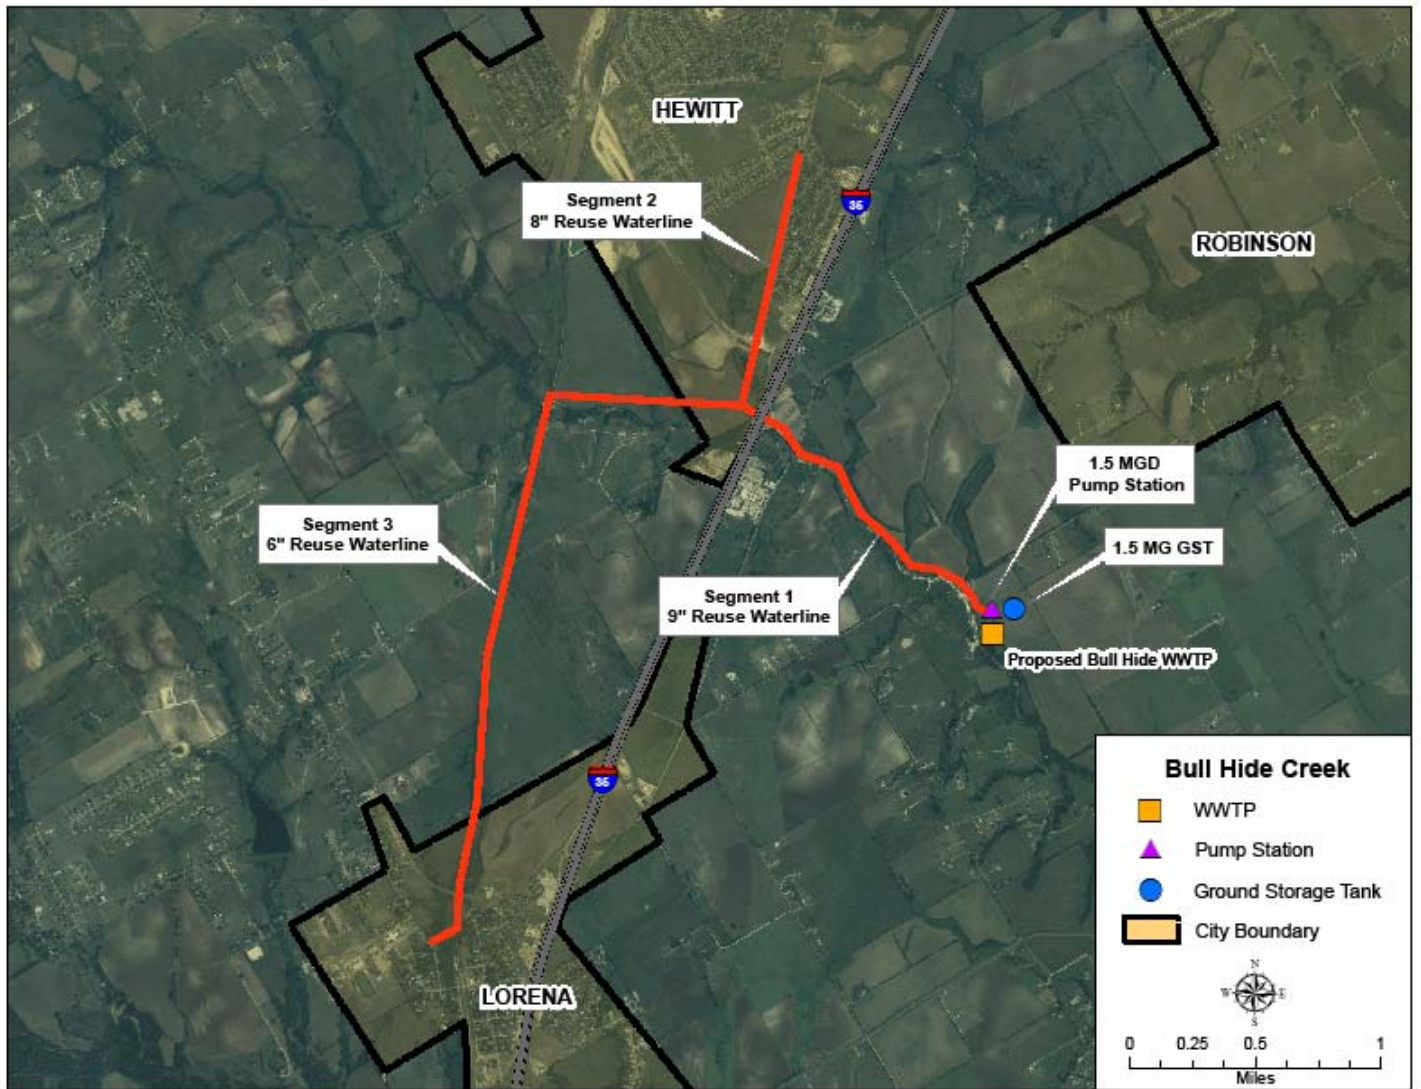 HEWITT
Segment 2
8" Reuse Waterline
35
ROBINSON
1.5 MGD
Pump Station
Segment 3
6" Reuse Waterline
1.5 MG GST
Segment 1
9" Reuse Waterline
Proposed Bull Hide WWTP
35
LORENA
Bull Hide Creek
WWTP
Pump Station
Ground Storage Tank
City Boundary
N
W E
S
0 0.25 0.5 1
Miles